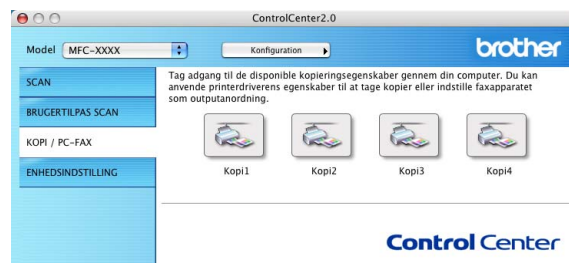 ControlCenter2.0
Model MFC-XXXX Konfiguration brother
SCAN
BRUGERTILPAS SCAN
KOPI / PC-FAX
ENHEDSINDSTILLING
Tag adgang til de disponible kopieringsegenskaber gennem din computer. Du kan
anvende printerdriverens egenskaber til at tage kopier eller indstille faxapparatet
som outputanordning.
Kopi1 Kopi2 Kopi3 Kopi4
Control Center